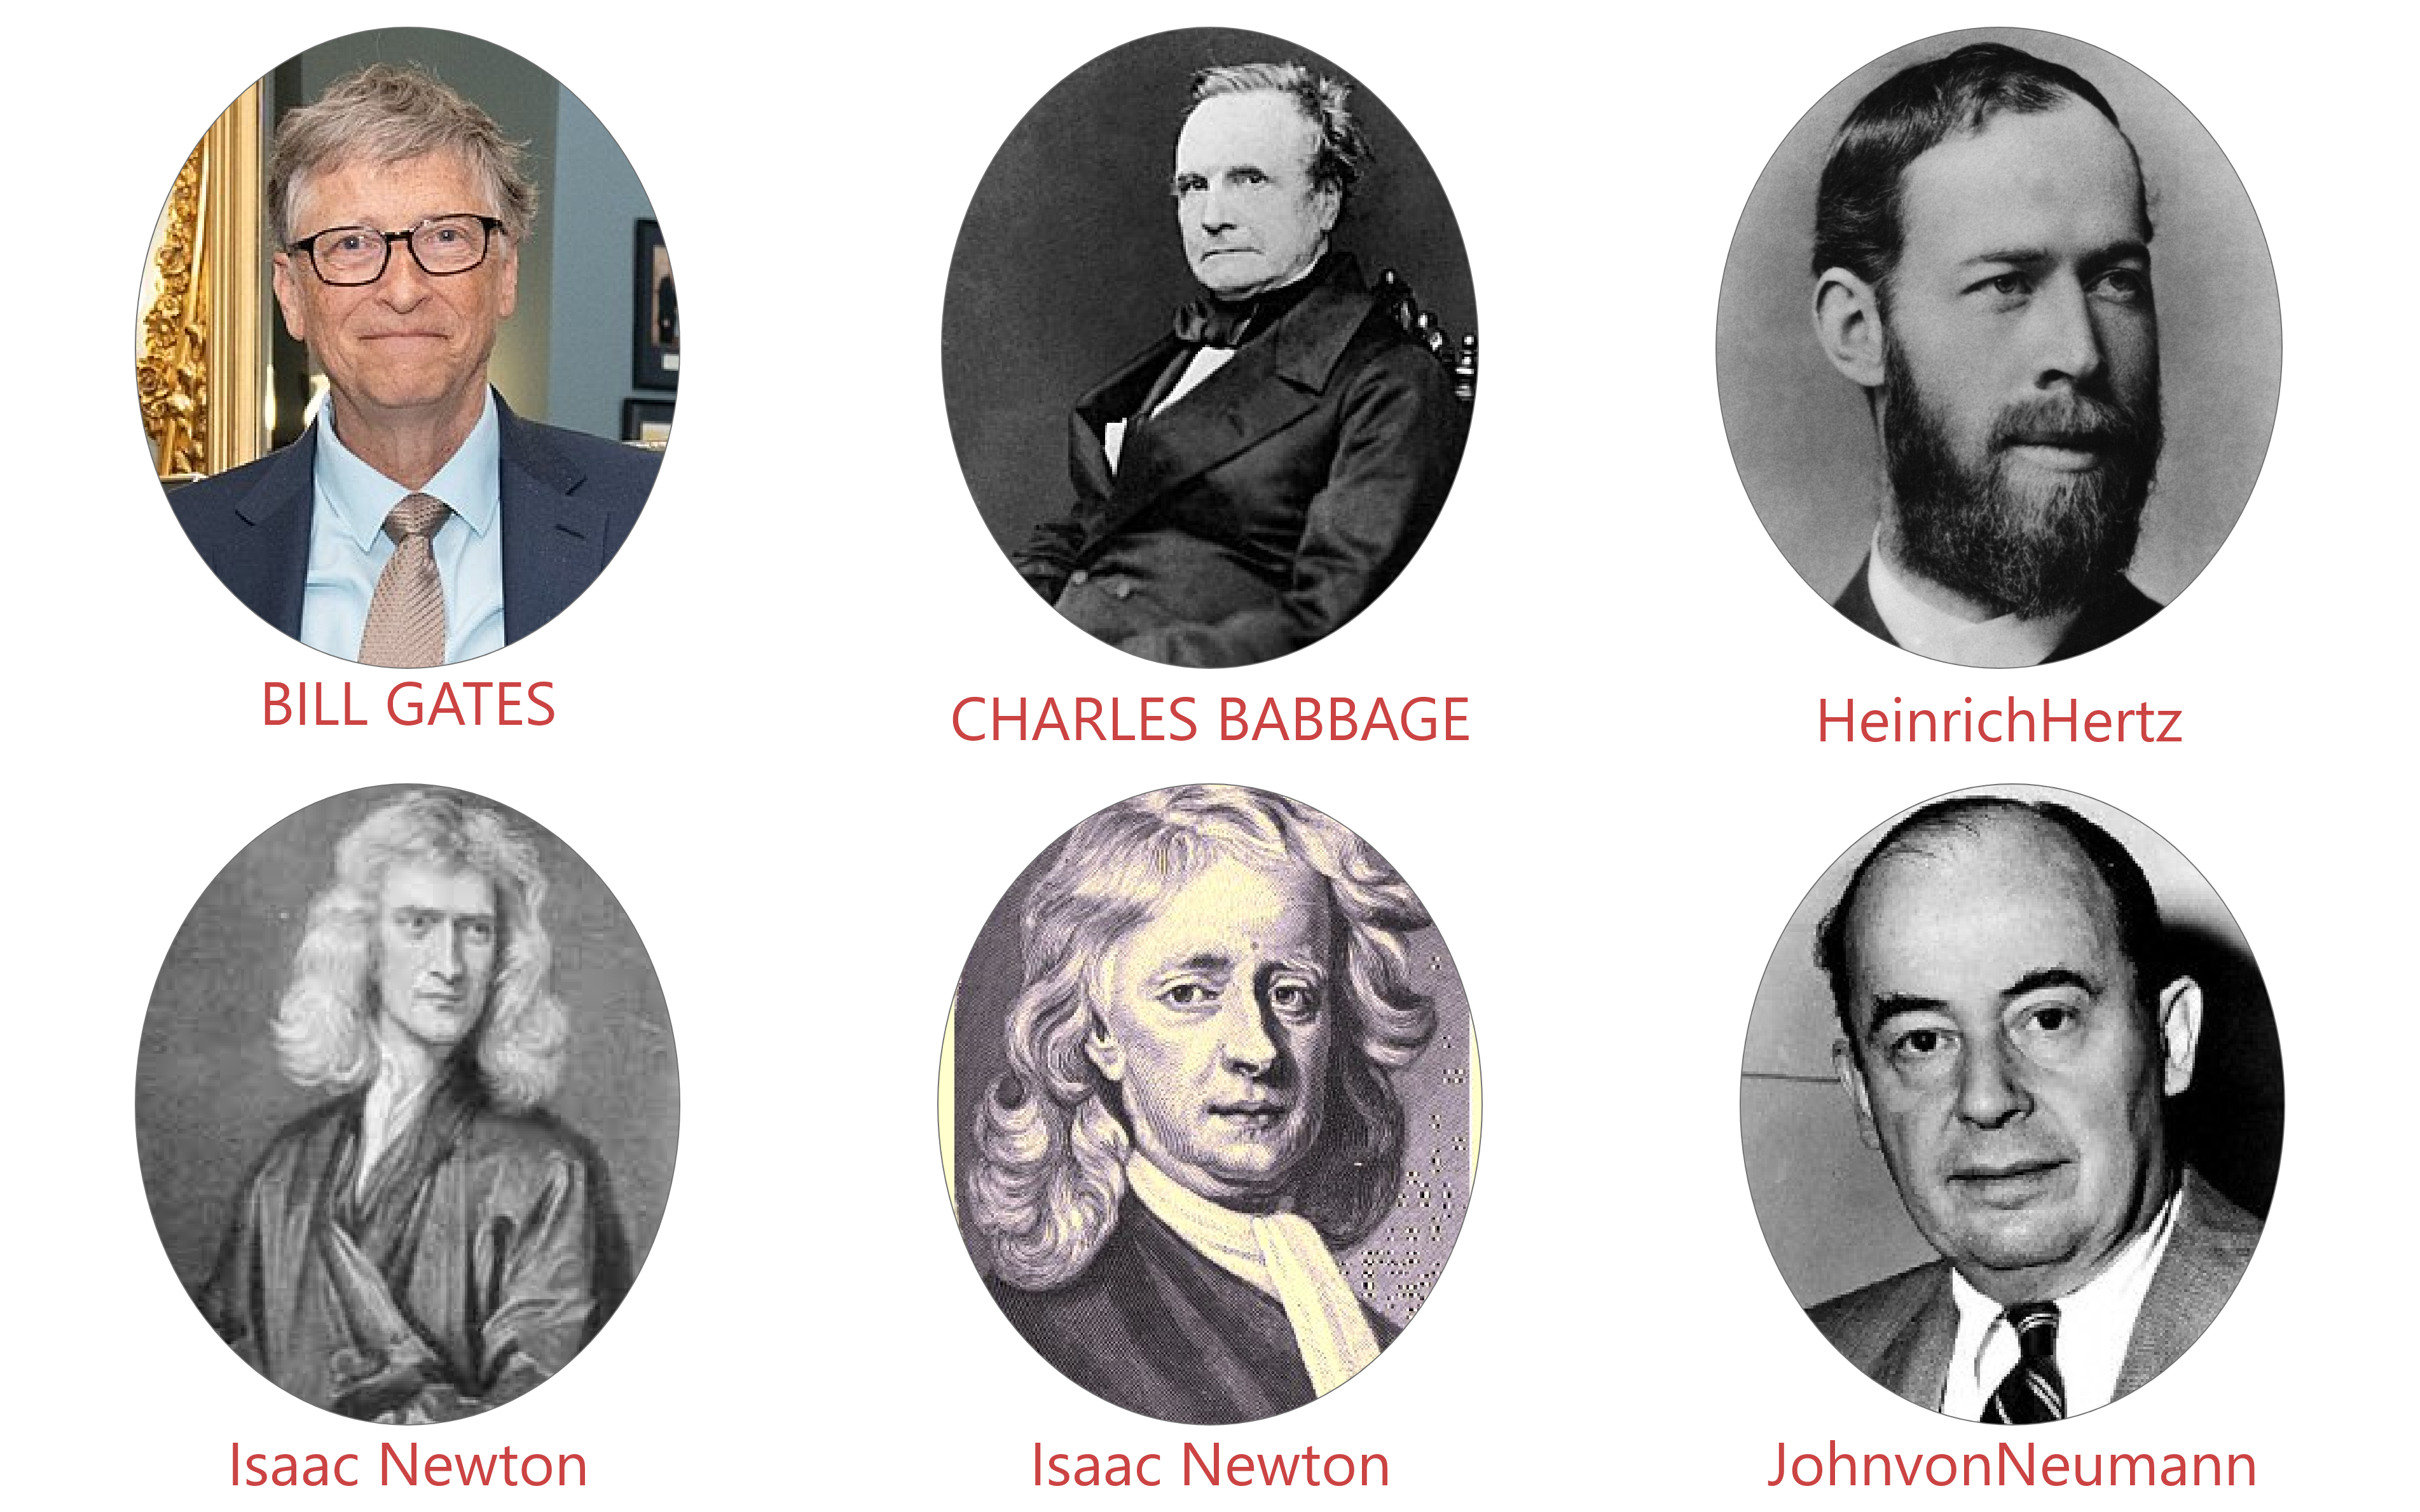 BILL GATES
CHARLES BABBAGE
HeinrichHertz
Isaac Newton
Isaac Newton
JohnvonNeumann